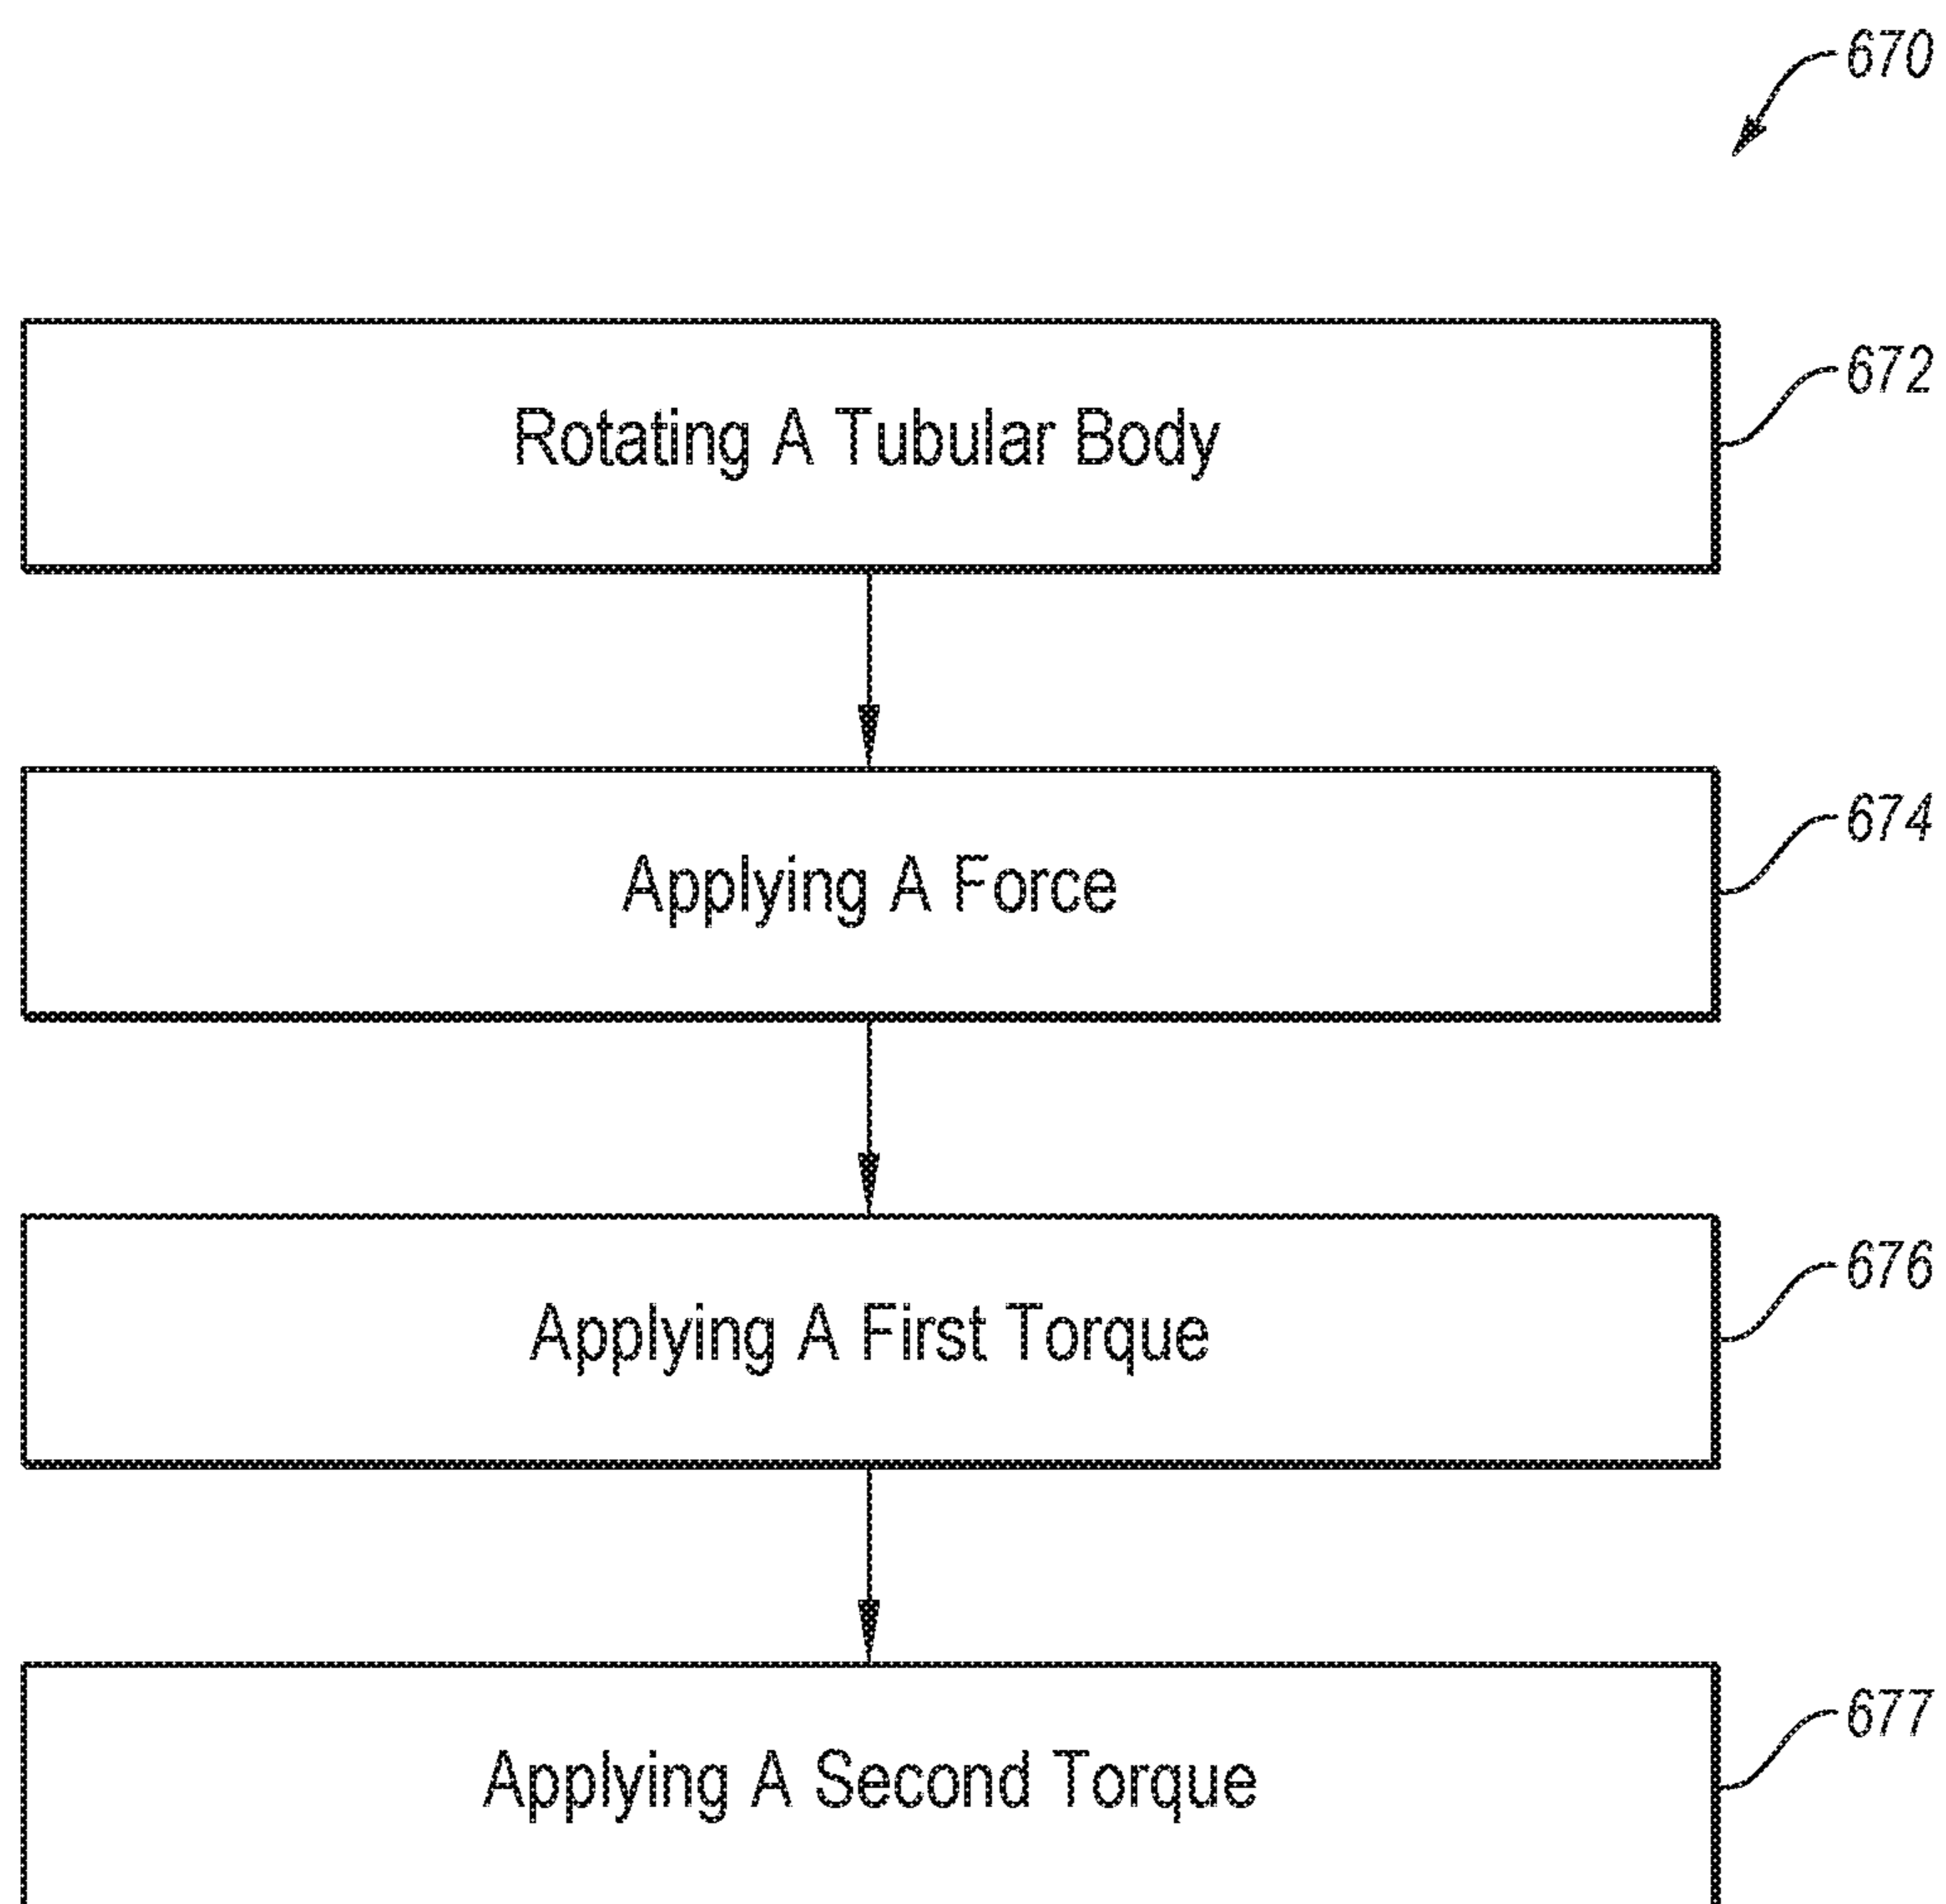 670
672
Rotating A Tubular Body
674
Applying A Force
676
Applying A First Torque
677
Applying A Second Torque